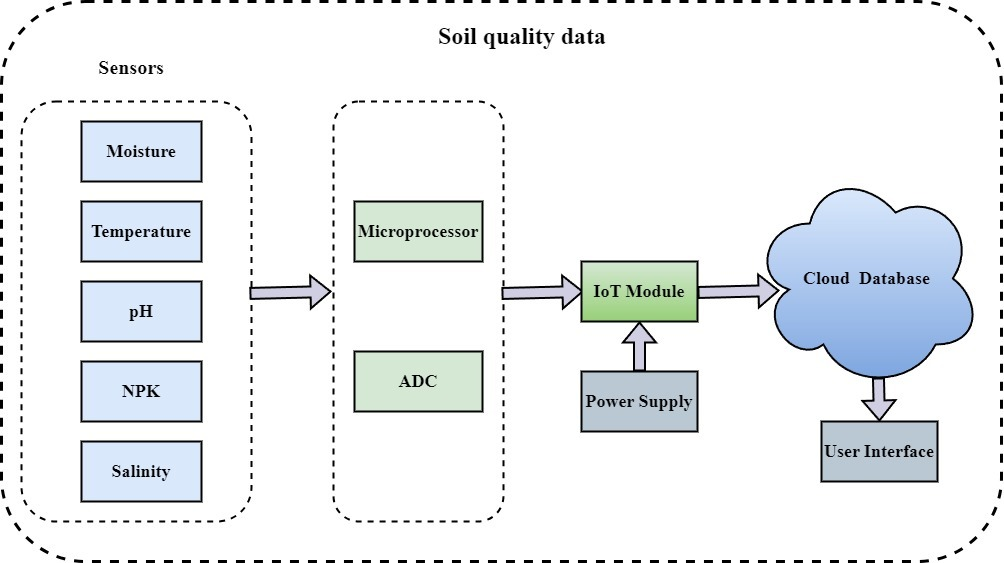 Soil quality data
Sensors
Moisture
Temperature
pH
NPK
Salinity
Microprocessor
ADC
IoT Module
Power Supply
Cloud  Database
User Interface